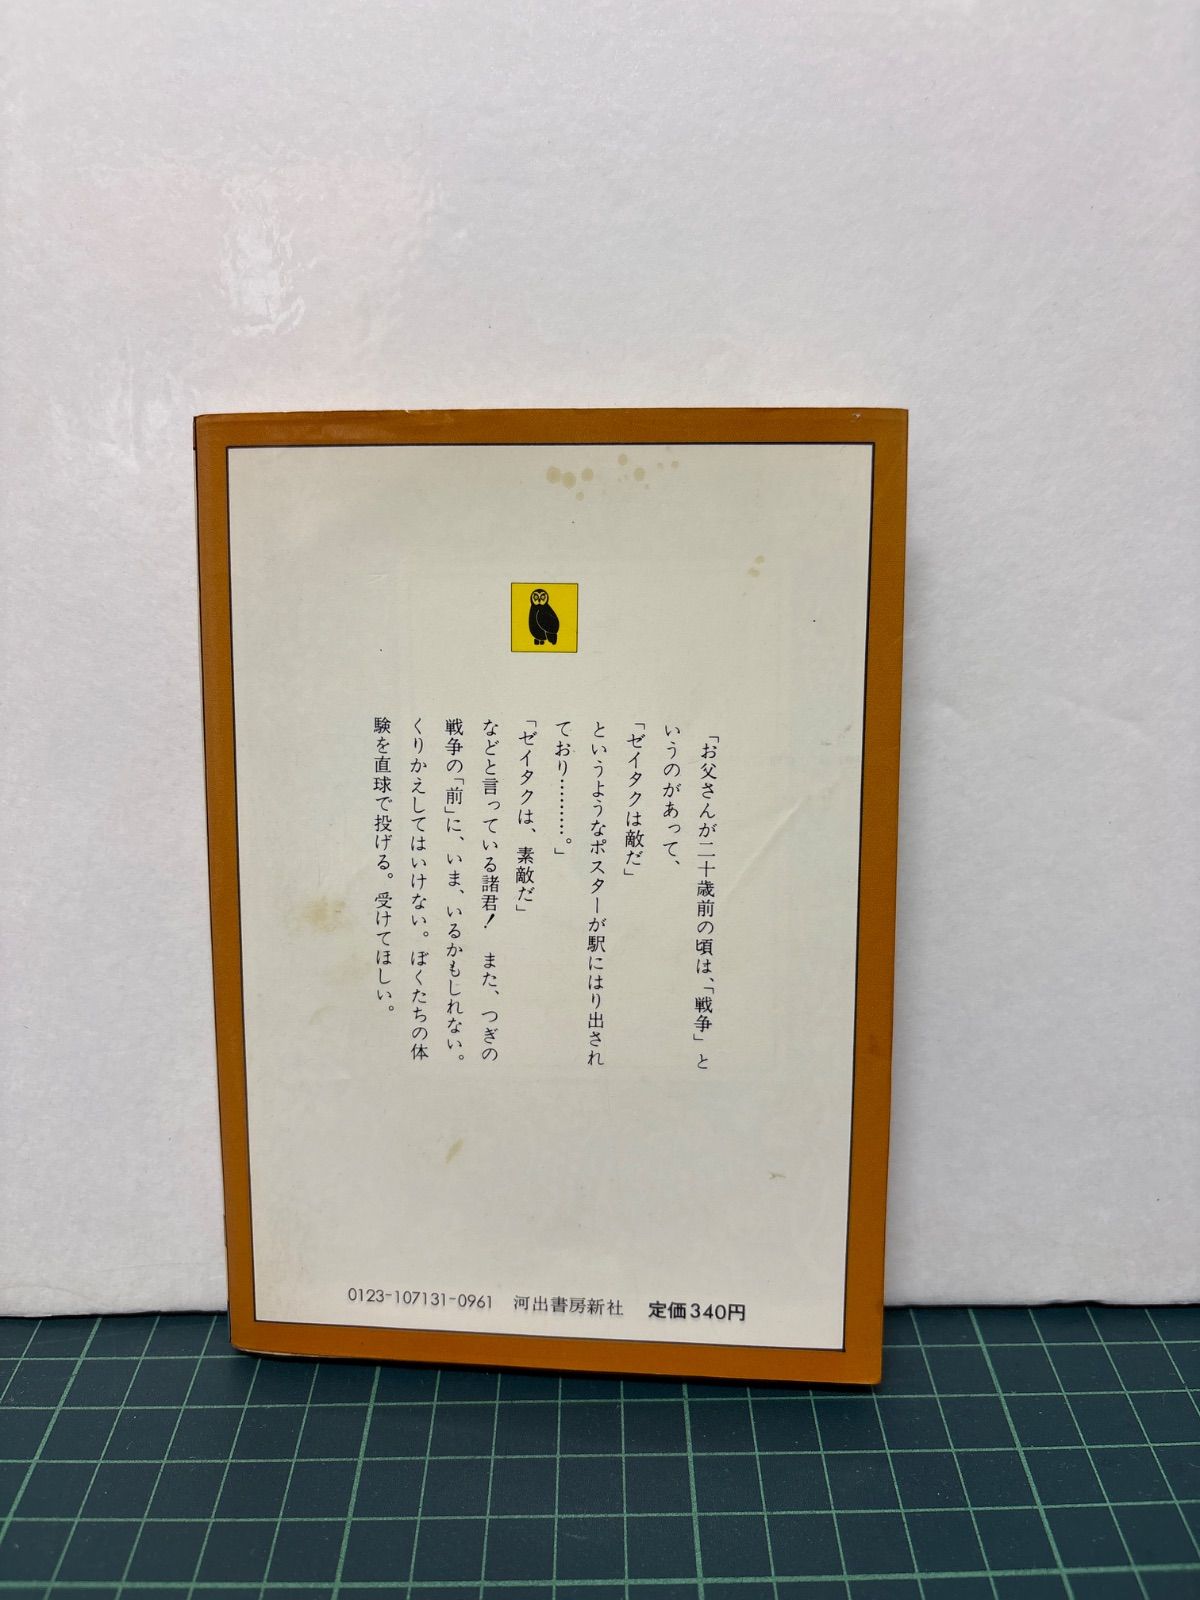 「お父さんが二十歳前の頃は、「戦争」と
いうのがあって、
「ゼイタクは敵だ」
というようなポスターが駅にはり出され
ており…………。」
「ゼイタクは、素敵だ」
などと言っている諸君！　また、つぎの
戦争の「前」に、いま、いるかもしれない。
くりかえしてはいけない。ぼくたちの体
験を直球で投げる。受けてほしい。
0123-107131-0961　河出書房新社　定価340円